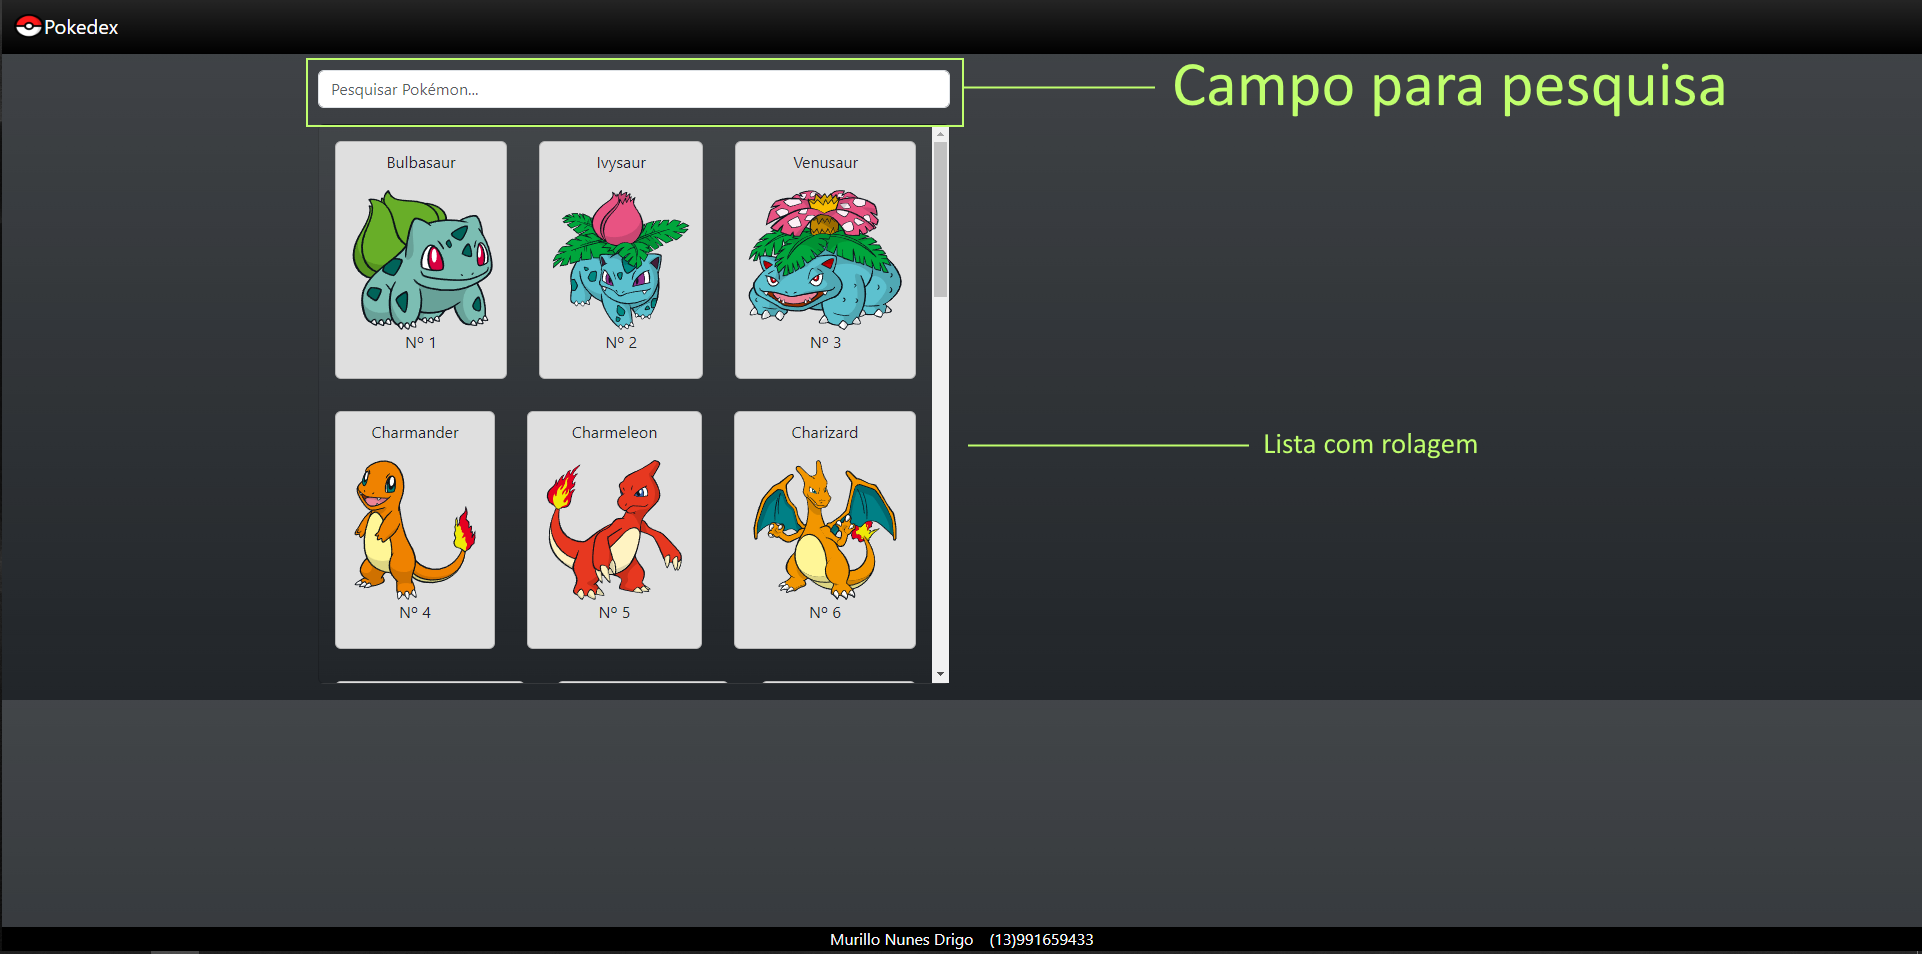 Pokedex
Pesquisar Pokémon...
Campo para pesquisa
Bulbasaur
Ivysaur
Venusaur
Nº 1
Nº 2
Nº 3
Charmander
Charmeleon
Charizard
Lista com rolagem
Nº 4
Nº 5
Nº 6
Murillo Nunes Drigo (13)991659433